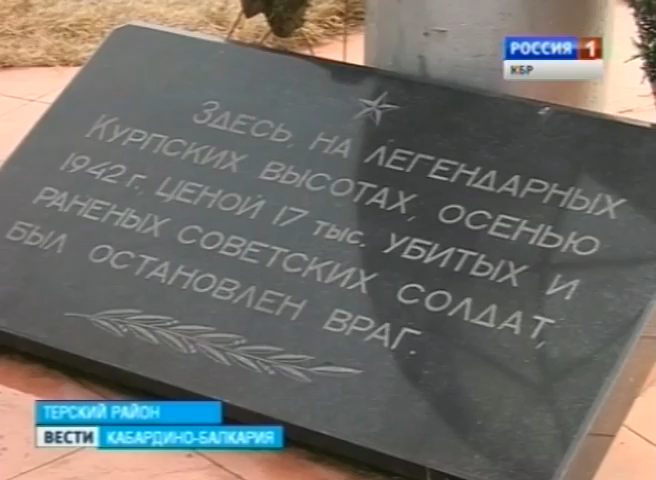 РОССИЯ 1
КБР
ЗДЕСЬ, НА ЛЕГЕНДАРНЫХ
КУРПСКИХ ВЫСОТАХ, ОСЕНЬЮ
1942 г. ЦЕНОЙ 17 тыс. УБИТЫХ И
РАНЕНЫХ СОВЕТСКИХ СОЛДАТ,
БЫЛ ОСТАНОВЛЕН ВРАГ.
ТЕРСКИЙ РАЙОН
ВЕСТИ КАБАРДИНО-БАЛКАРИЯ